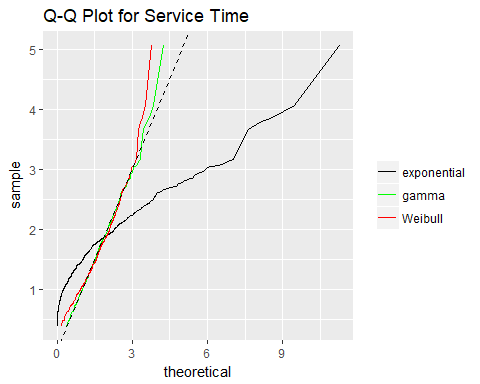 Q-Q Plot for Service Time
5
4
3
2
1
sample
0
3
6
9
theoretical
exponential
gamma
Weibull